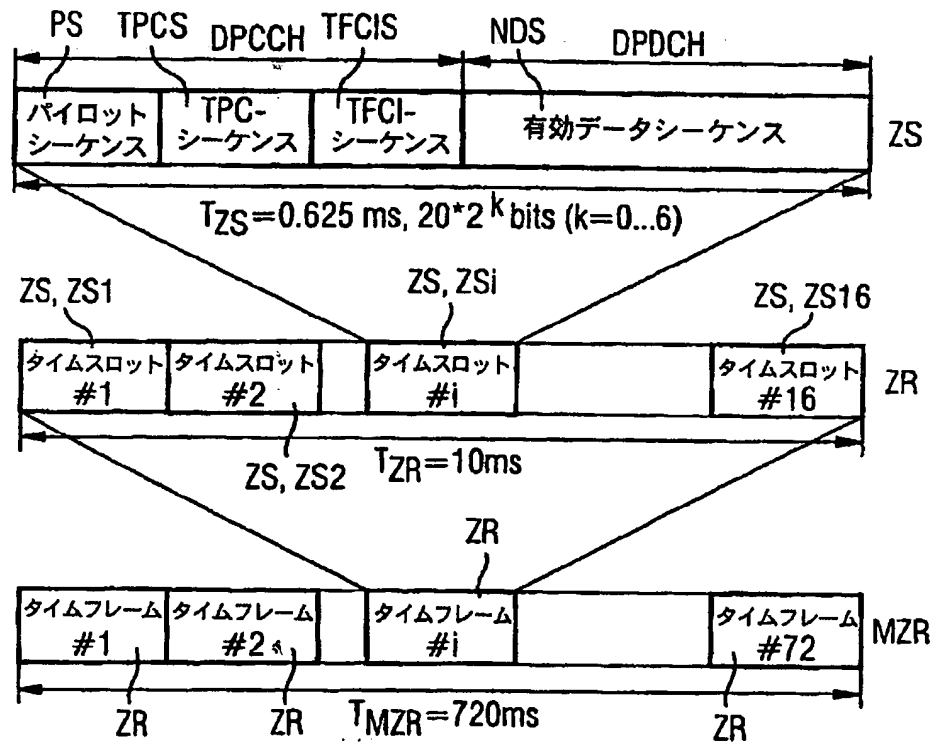 PS TPCS DPCCH TFCIS NDS DPDCH
パイロット シーケンス
TPC- シーケンス
TFCI- シーケンス
有効データシーケンス
ZS
T_ZS=0.625 ms, 20*2^k bits (k=0...6)
ZS, ZS1
ZS, ZSi
ZS, ZS16
タイムスロット #1
タイムスロット #2
タイムスロット #i
タイムスロット #16
ZR
ZS, ZS2
T_ZR=10ms
ZR
タイムフレーム #1
タイムフレーム #2
タイムフレーム #i
タイムフレーム #72
MZR
ZR
ZR
T_MZR=720ms
ZR